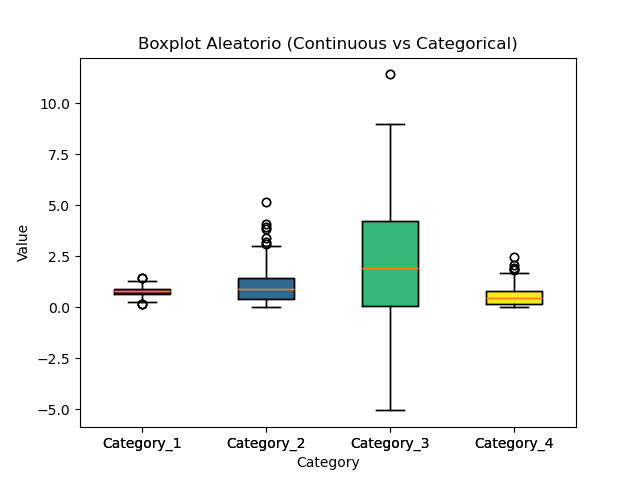 Boxplot Aleatorio (Continuous vs Categorical)
10.0
7.5
5.0
2.5
0.0
−2.5
−5.0
Value
Category_1 Category_2 Category_3 Category_4
Category